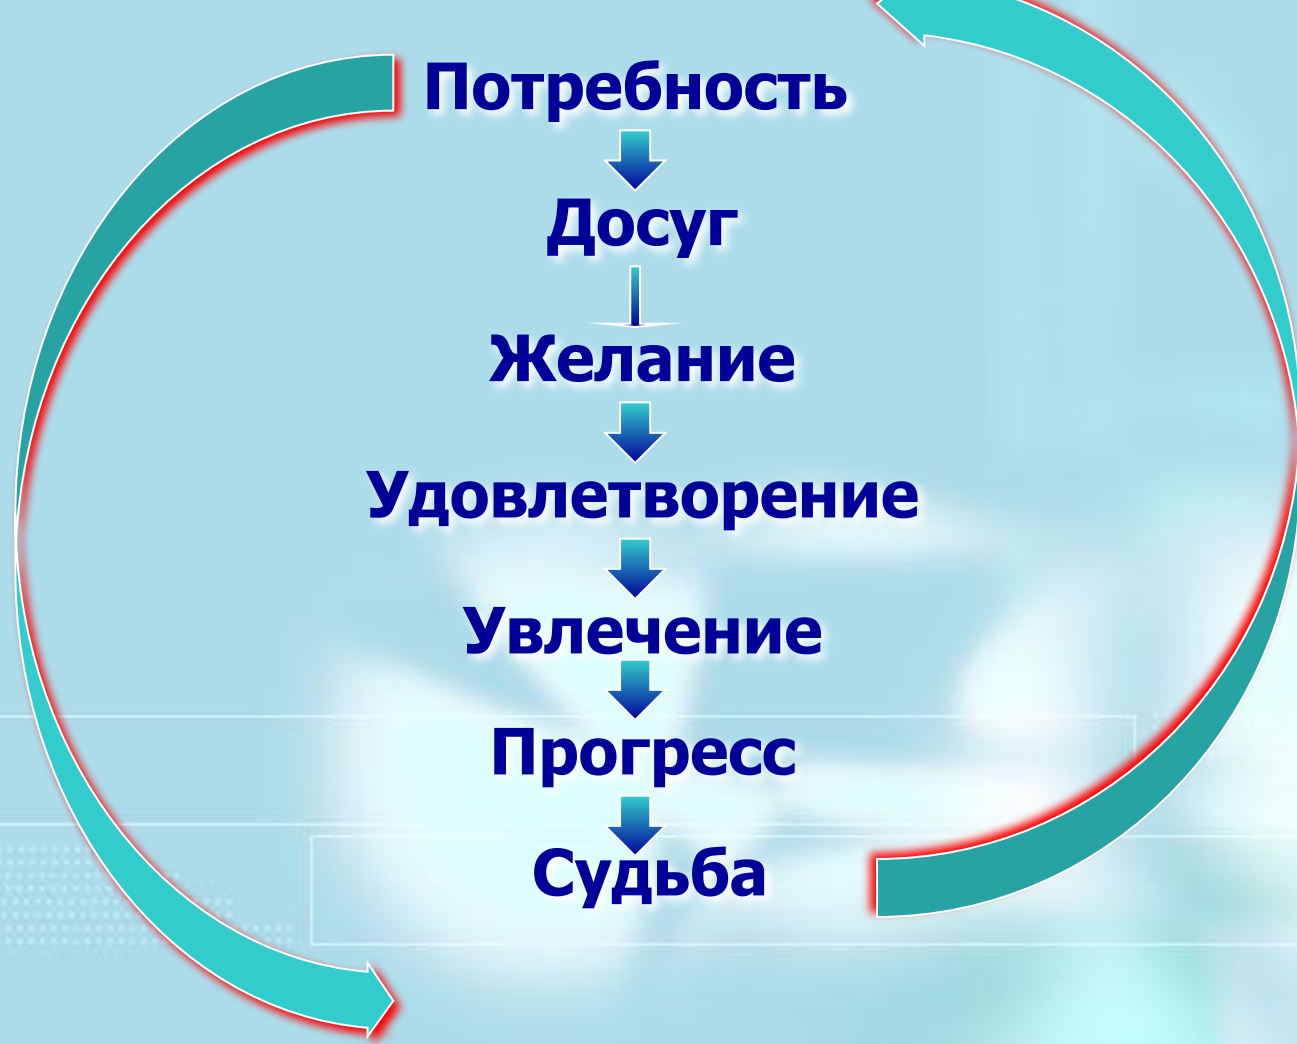 Потребность
Досуг
Желание
Удовлетворение
Увлечение
Прогресс
Судьба